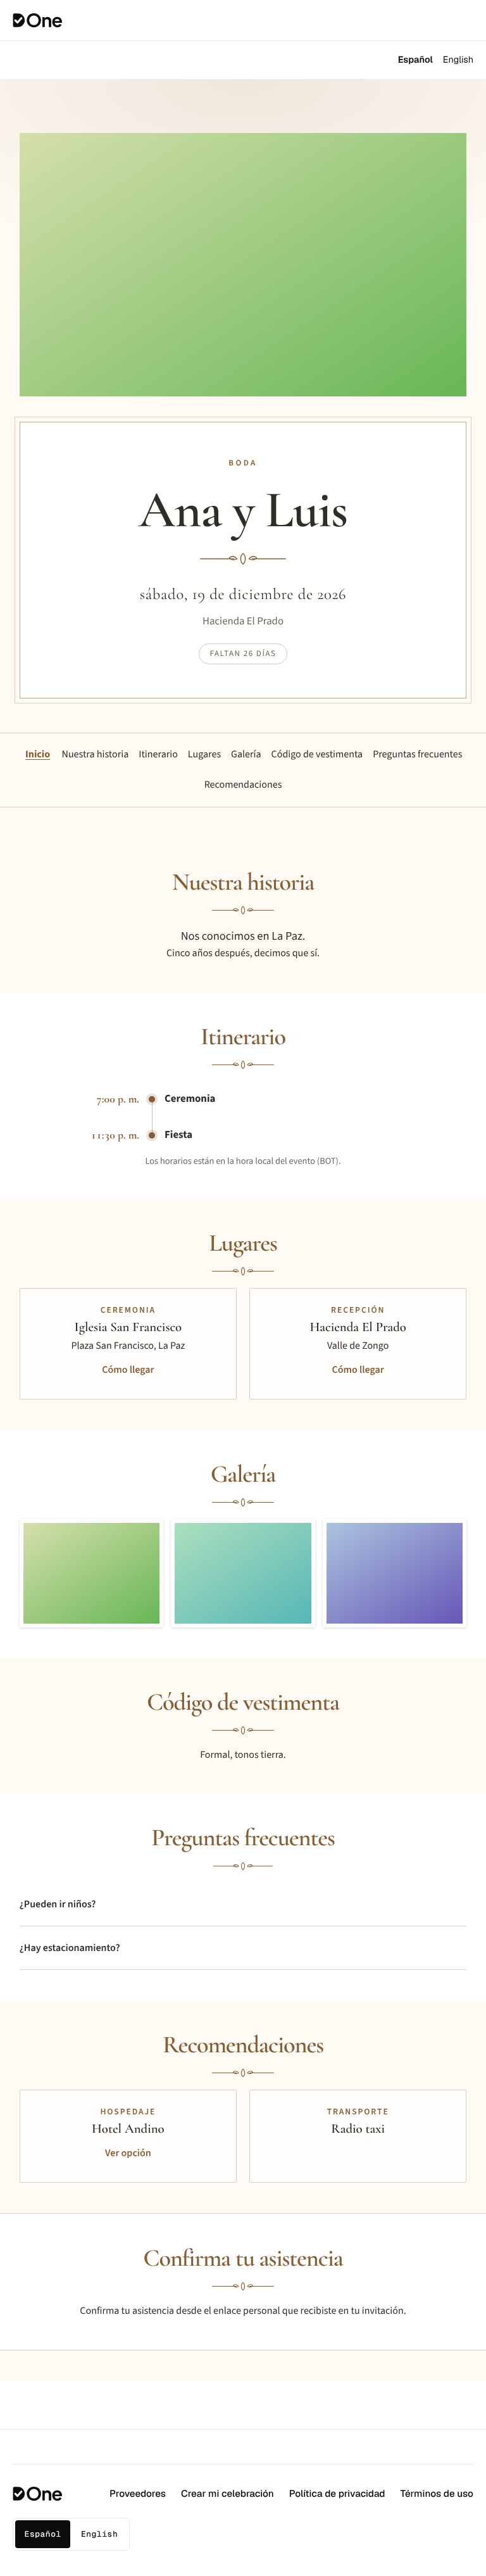 One
Español English
BODA
Ana y Luis
sábado, 19 de diciembre de 2026
Hacienda El Prado
FALTAN 26 DÍAS
Inicio Nuestra historia Itinerario Lugares Galería Código de vestimenta Preguntas frecuentes
Recomendaciones
Nuestra historia
Nos conocimos en La Paz.
Cinco años después, decimos que sí.
Itinerario
7:00 p. m. Ceremonia
11:30 p. m. Fiesta
Los horarios están en la hora local del evento (BOT).
Lugares
CEREMONIA
Iglesia San Francisco
Plaza San Francisco, La Paz
Cómo llegar
RECEPCIÓN
Hacienda El Prado
Valle de Zongo
Cómo llegar
Galería
Código de vestimenta
Formal, tonos tierra.
Preguntas frecuentes
¿Pueden ir niños?
¿Hay estacionamiento?
Recomendaciones
HOSPEDAJE
Hotel Andino
Ver opción
TRANSPORTE
Radio taxi
Confirma tu asistencia
Confirma tu asistencia desde el enlace personal que recibiste en tu invitación.
One
Proveedores Crear mi celebración Política de privacidad Términos de uso
Español English